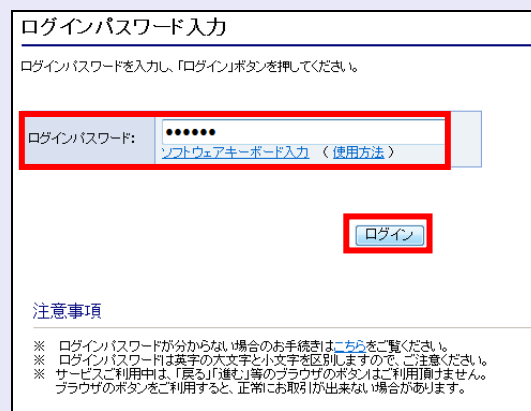 ログインパスワード入力
ログインパスワードを入力し、「ログイン」ボタンを押してください。
ログインパスワード: ●●●●●●
ソフトウェアキーボード入力 （使用方法）
ログイン
注意事項
※ ログインパスワードが分からない場合のお手続きはこちらをご覧ください。
※ ログインパスワードは英字の大文字と小文字を区別しますので、ご注意ください。
※ サービスご利用中は、「戻る」「進む」等のブラウザのボタンはご利用頂けません。
ブラウザのボタンをご利用すると、正常にお取引が出来ない場合があります。